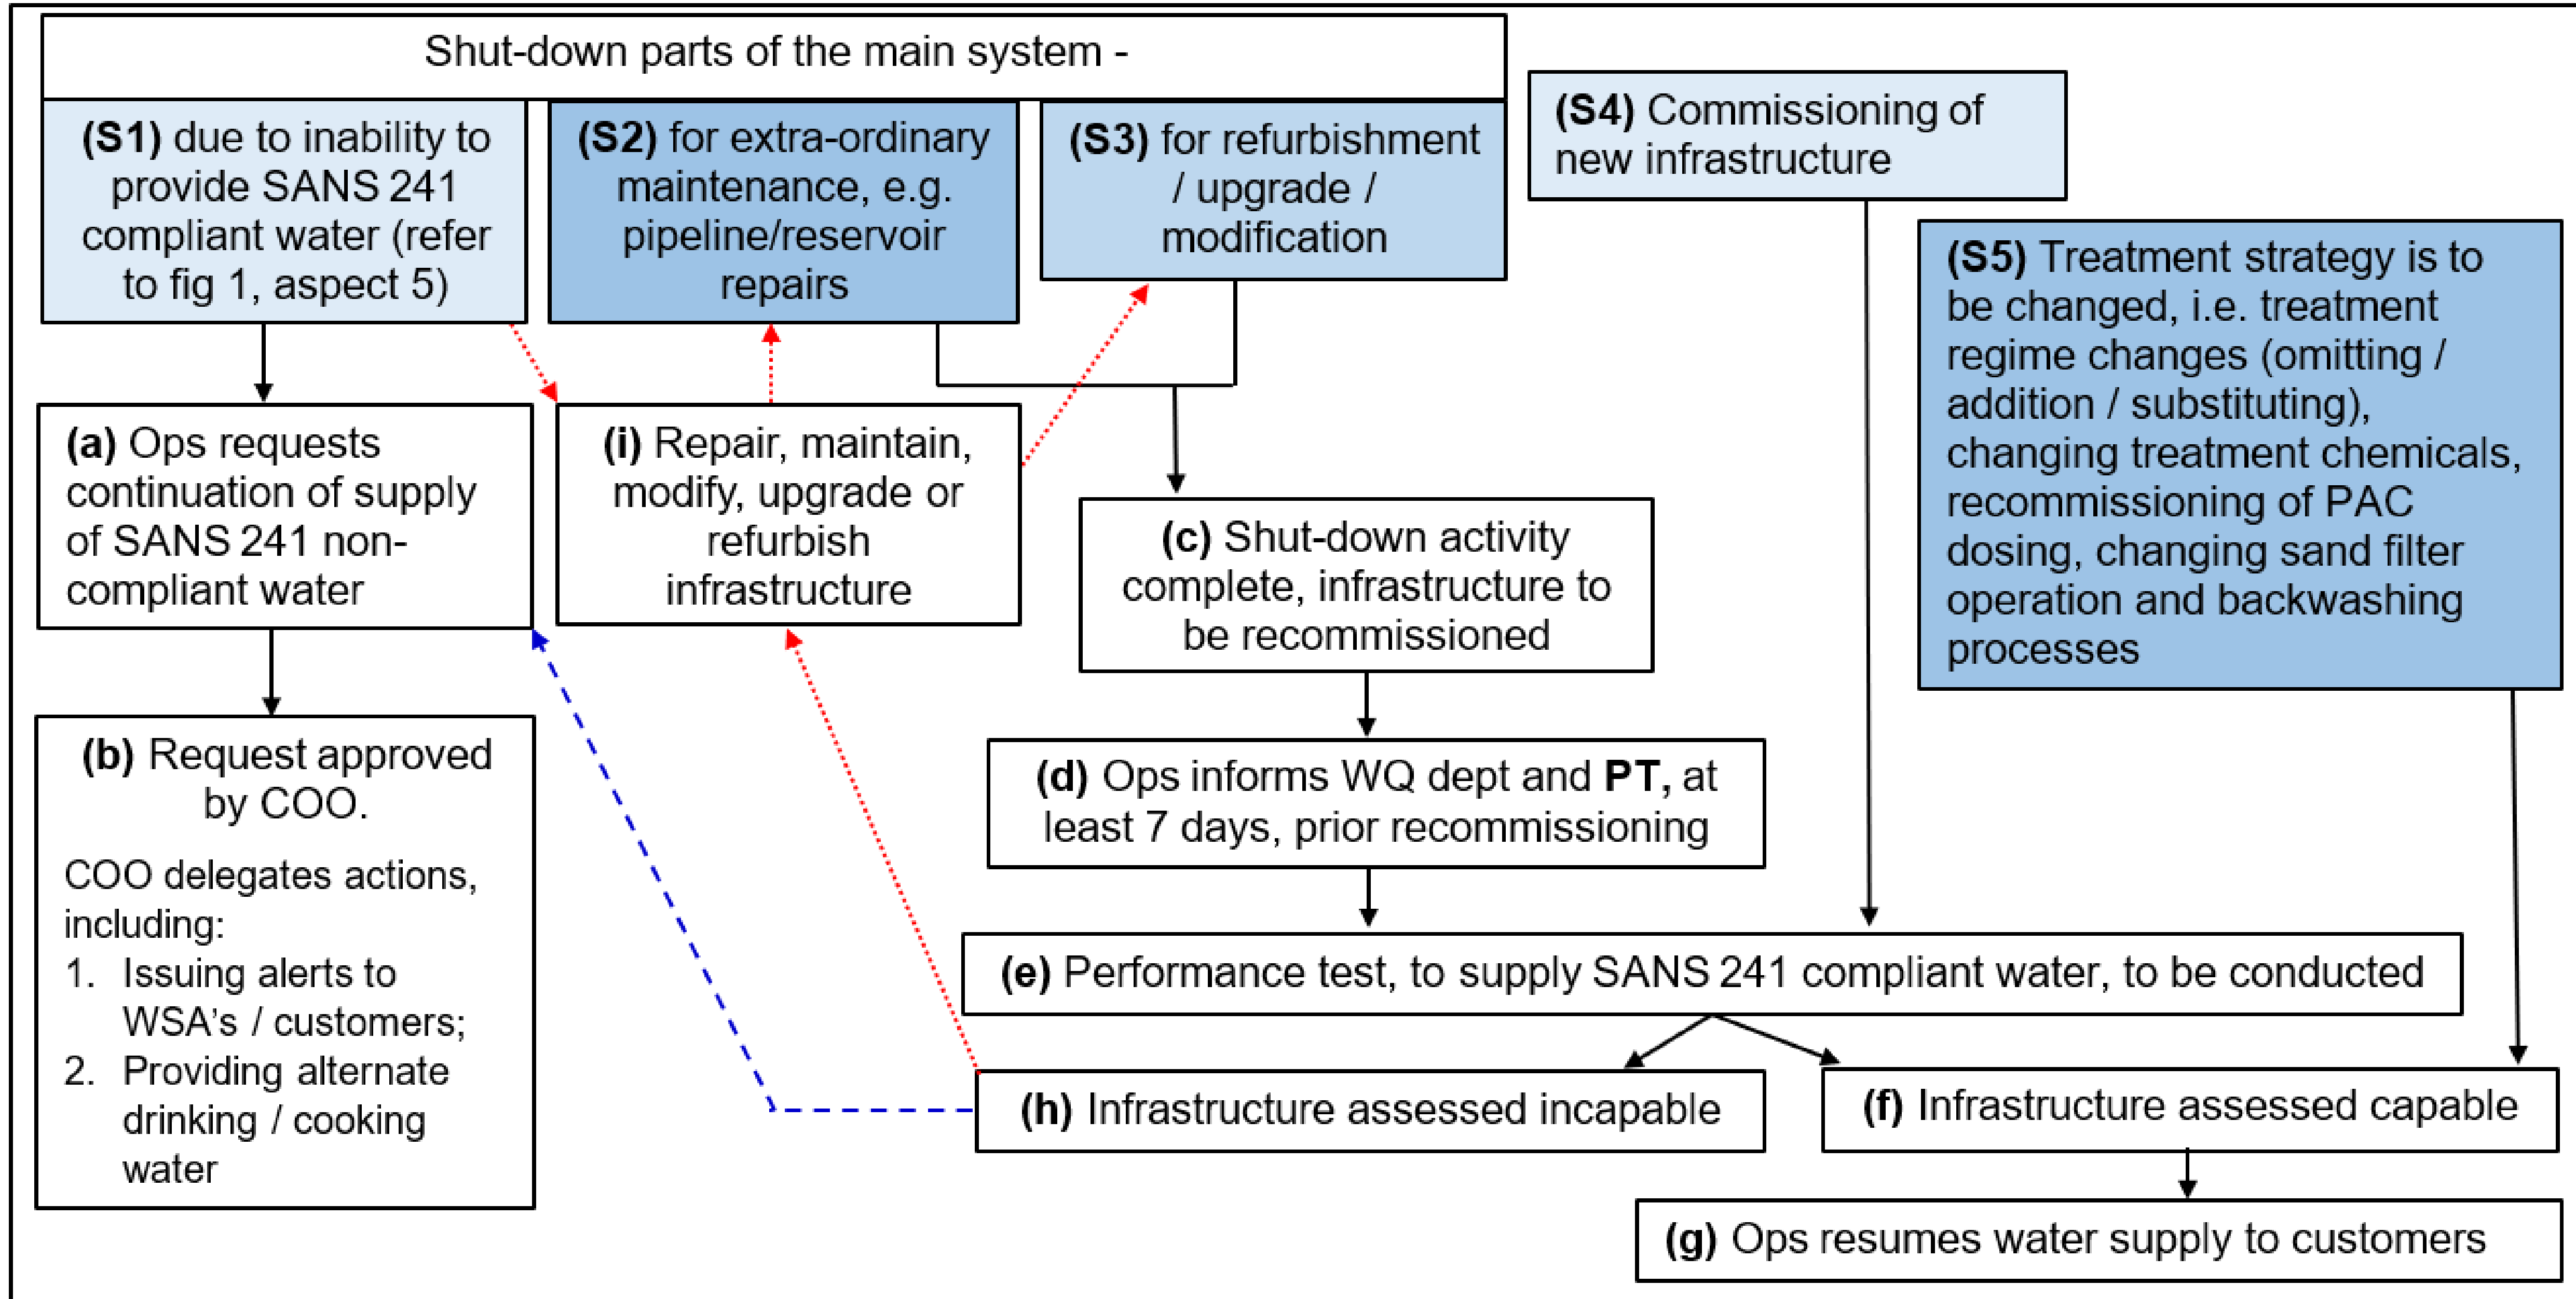 Shut-down parts of the main system -
(S1) due to inability to
provide SANS 241
compliant water (refer
to fig 1, aspect 5)
(S2) for extra-ordinary
maintenance, e.g.
pipeline/reservoir
repairs
(S3) for refurbishment
/ upgrade /
modification
(S4) Commissioning of
new infrastructure
(S5) Treatment strategy is to
be changed, i.e. treatment
regime changes (omitting /
addition / substituting),
changing treatment chemicals,
recommissioning of PAC
dosing, changing sand filter
operation and backwashing
processes
(a) Ops requests
continuation of supply
of SANS 241 non-
compliant water
(i) Repair, maintain,
modify, upgrade or
refurbish
infrastructure
(c) Shut-down activity
complete, infrastructure to
be recommissioned
(b) Request approved
by COO.
COO delegates actions,
including:
1. Issuing alerts to
WSA's / customers;
2. Providing alternate
drinking / cooking
water
(d) Ops informs WQ dept and PT, at
least 7 days, prior recommissioning
(e) Performance test, to supply SANS 241 compliant water, to be conducted
(h) Infrastructure assessed incapable
(f) Infrastructure assessed capable
(g) Ops resumes water supply to customers